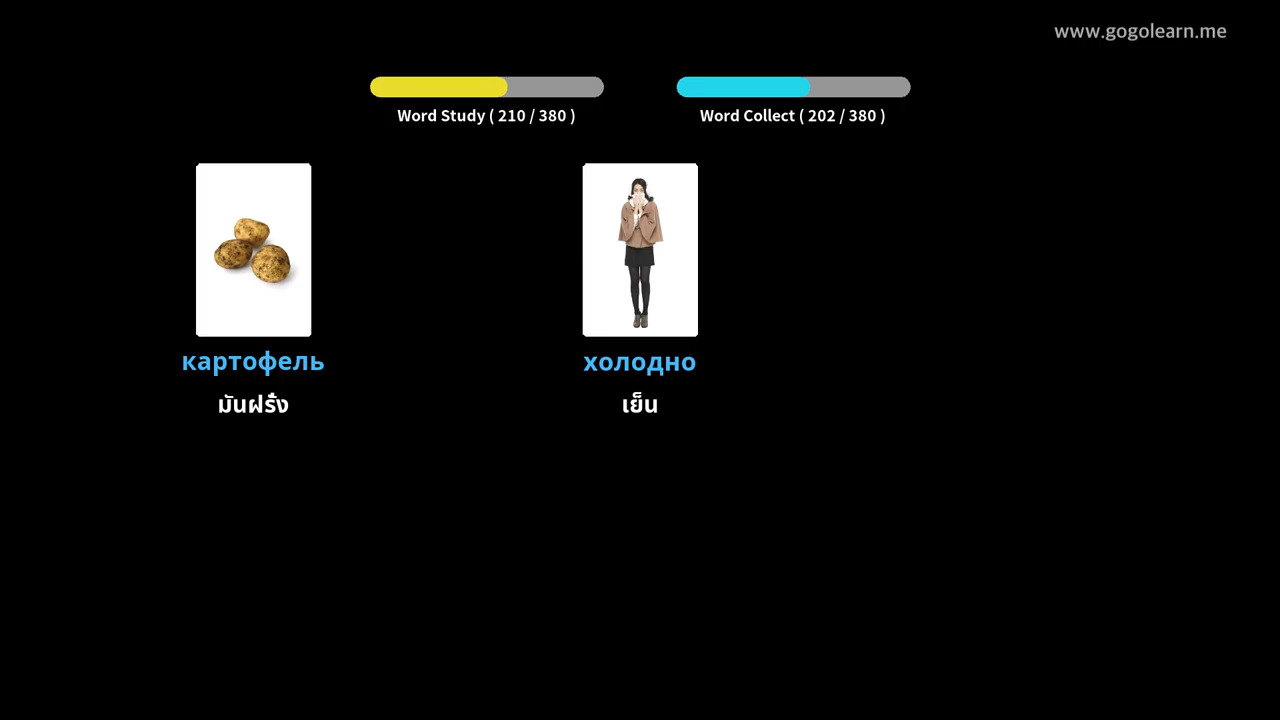 www.gogolearn.me
Word Study ( 210 / 380 )
Word Collect ( 202 / 380 )
картофель
холодно
มันฝรั่ง
เย็น